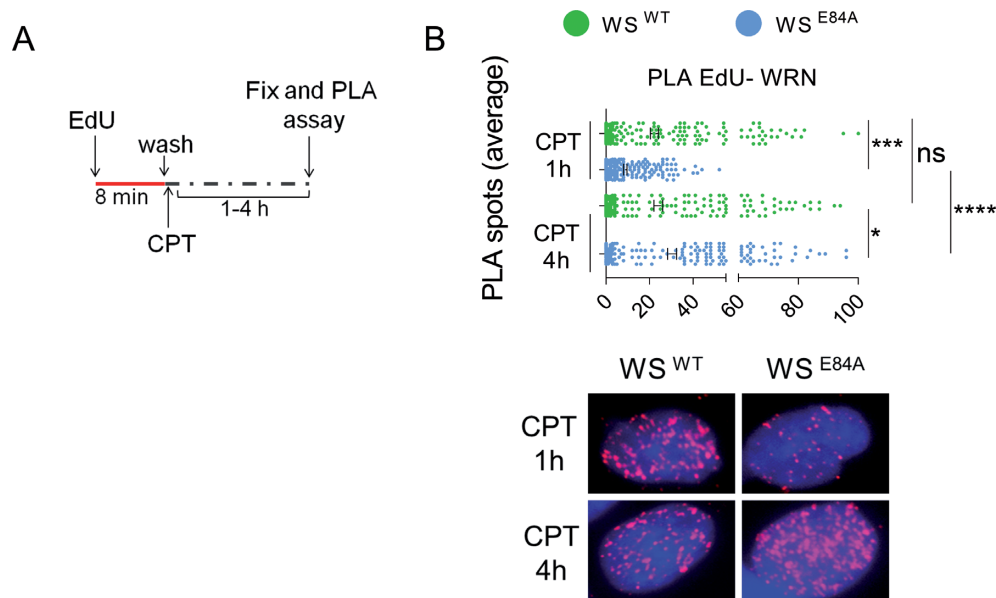 A
EdU
wash
Fix and PLA
assay
8 min
1-4 h
CPT
B
WS WT
WS E84A
PLA EdU- WRN
PLA spots (average)
CPT
1h
CPT
4h
***
ns
*
****
0
20
40
60
80
100
WS WT
WS E84A
CPT
1h
CPT
4h